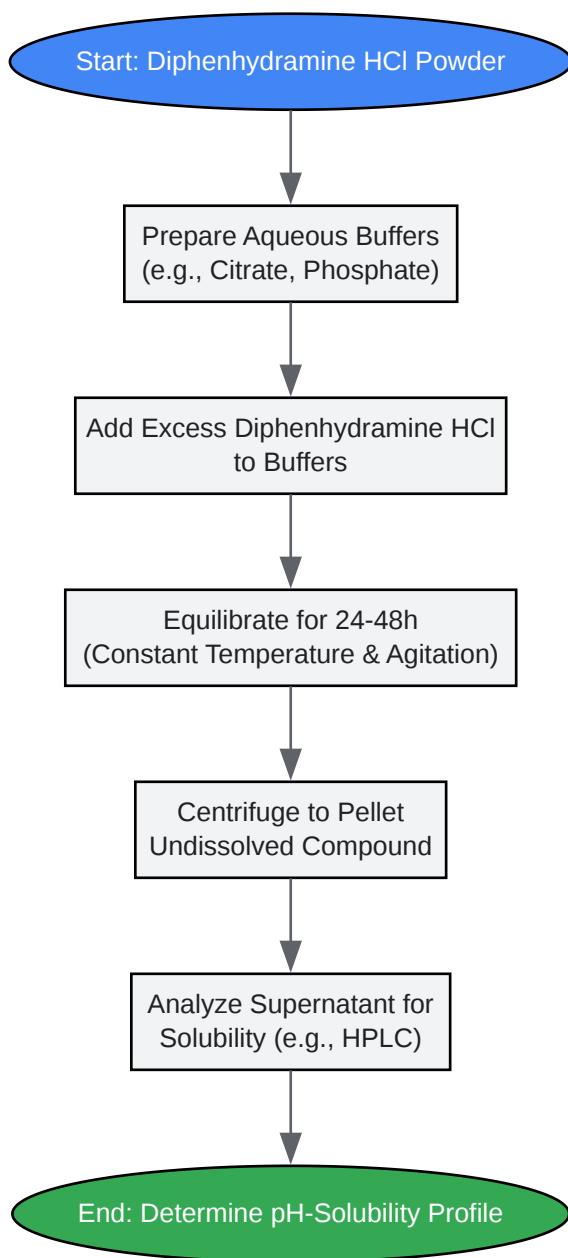 Start: Diphenhydramine HCl Powder
Prepare Aqueous Buffers
(e.g., Citrate, Phosphate)
Add Excess Diphenhydramine HCl
to Buffers
Equilibrate for 24-48h
(Constant Temperature & Agitation)
Centrifuge to Pellet
Undissolved Compound
Analyze Supernatant for
Solubility (e.g., HPLC)
End: Determine pH-Solubility Profile